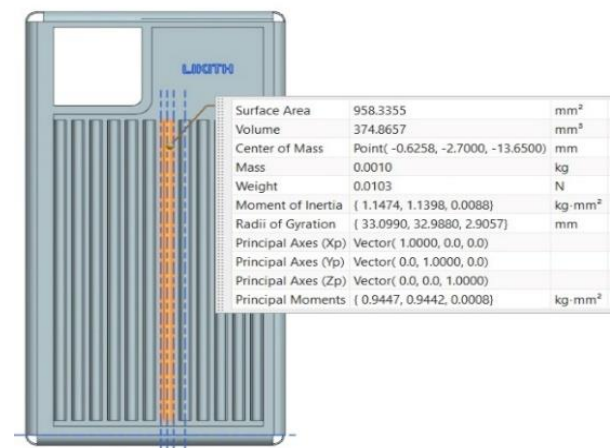 LIKITH
Surface Area 958.3355 mm²
Volume 374.8657 mm³
Center of Mass Point( -0.6258, -2.7000, -13.6500) mm
Mass 0.0010 kg
Weight 0.0103 N
Moment of Inertia { 1.1474, 1.1398, 0.0088} kg·mm²
Radii of Gyration { 33.0990, 32.9880, 2.9057} mm
Principal Axes (Xp) Vector( 1.0000, 0.0, 0.0)
Principal Axes (Yp) Vector( 0.0, 1.0000, 0.0)
Principal Axes (Zp) Vector( 0.0, 0.0, 1.0000)
Principal Moments { 0.9447, 0.9442, 0.0008} kg·mm²